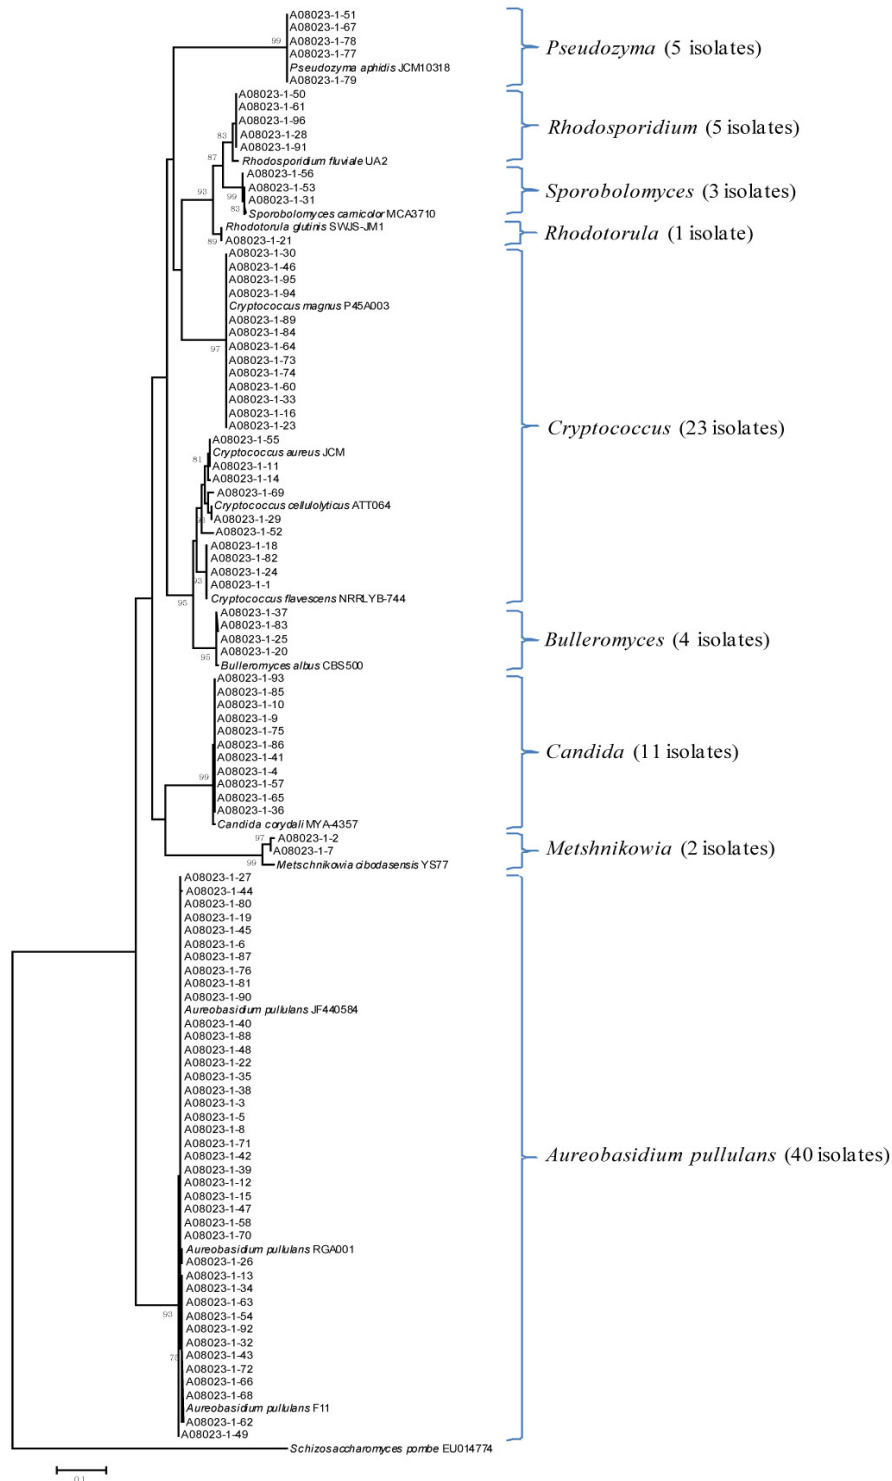 A08023-1-51
A08023-1-67
A08023-1-78
99
A08023-1-77
Pseudozyma (5 isolates)
Pseudozyma aphidis JCM10318
A08023-1-79
A08023-1-50
A08023-1-61
A08023-1-96
Rhodosporidium (5 isolates)
83
A08023-1-28
A08023-1-91
87
Rhodosporidium fluviale UA2
A08023-1-56
93
A08023-1-53
Sporobolomyces (3 isolates)
99
A08023-1-31
83
Sporobolomyces carnicolor MCA3710
Rhodotorula glutinis SWJS-JM1
Rhodotorula (1 isolate)
89
A08023-1-21
A08023-1-30
A08023-1-46
A08023-1-95
A08023-1-94
Cryptococcus magnus P45A003
A08023-1-89
A08023-1-84
97
A08023-1-64
A08023-1-73
A08023-1-74
A08023-1-60
A08023-1-33
A08023-1-16
A08023-1-23
Cryptococcus (23 isolates)
A08023-1-55
Cryptococcus aureus JCM
81
A08023-1-11
A08023-1-14
A08023-1-69
Cryptococcus cellulolyticus ATT064
A08023-1-29
A08023-1-52
A08023-1-18
A08023-1-82
A08023-1-24
93
A08023-1-1
Cryptococcus flavescens NRRLYB-744
95
A08023-1-37
A08023-1-83
A08023-1-25
Bulleromyces (4 isolates)
A08023-1-20
95
Bulleromyces albus CBS500
A08023-1-93
A08023-1-85
A08023-1-10
A08023-1-9
A08023-1-75
A08023-1-86
Candida (11 isolates)
A08023-1-41
A08023-1-4
99
A08023-1-57
A08023-1-65
A08023-1-36
Candida corydali MYA-4357
97
A08023-1-2
A08023-1-7
Metshnikowia (2 isolates)
99
Metschnikowia cibodasensis YS77
A08023-1-27
A08023-1-44
A08023-1-80
A08023-1-19
A08023-1-45
A08023-1-6
A08023-1-87
A08023-1-76
A08023-1-81
A08023-1-90
Aureobasidium pullulans JF440584
A08023-1-40
A08023-1-88
A08023-1-48
A08023-1-22
A08023-1-35
A08023-1-38
A08023-1-3
A08023-1-5
A08023-1-8
A08023-1-71
A08023-1-42
Aureobasidium pullulans (40 isolates)
A08023-1-39
A08023-1-12
A08023-1-15
A08023-1-47
A08023-1-58
A08023-1-70
Aureobasidium pullulans RGA001
A08023-1-26
A08023-1-13
A08023-1-34
A08023-1-63
93
A08023-1-54
A08023-1-92
A08023-1-32
A08023-1-43
A08023-1-72
A08023-1-66
A08023-1-68
Aureobasidium pullulans F11
A08023-1-62
A08023-1-49
Schizosaccharomyces pombe EU014774
0.1